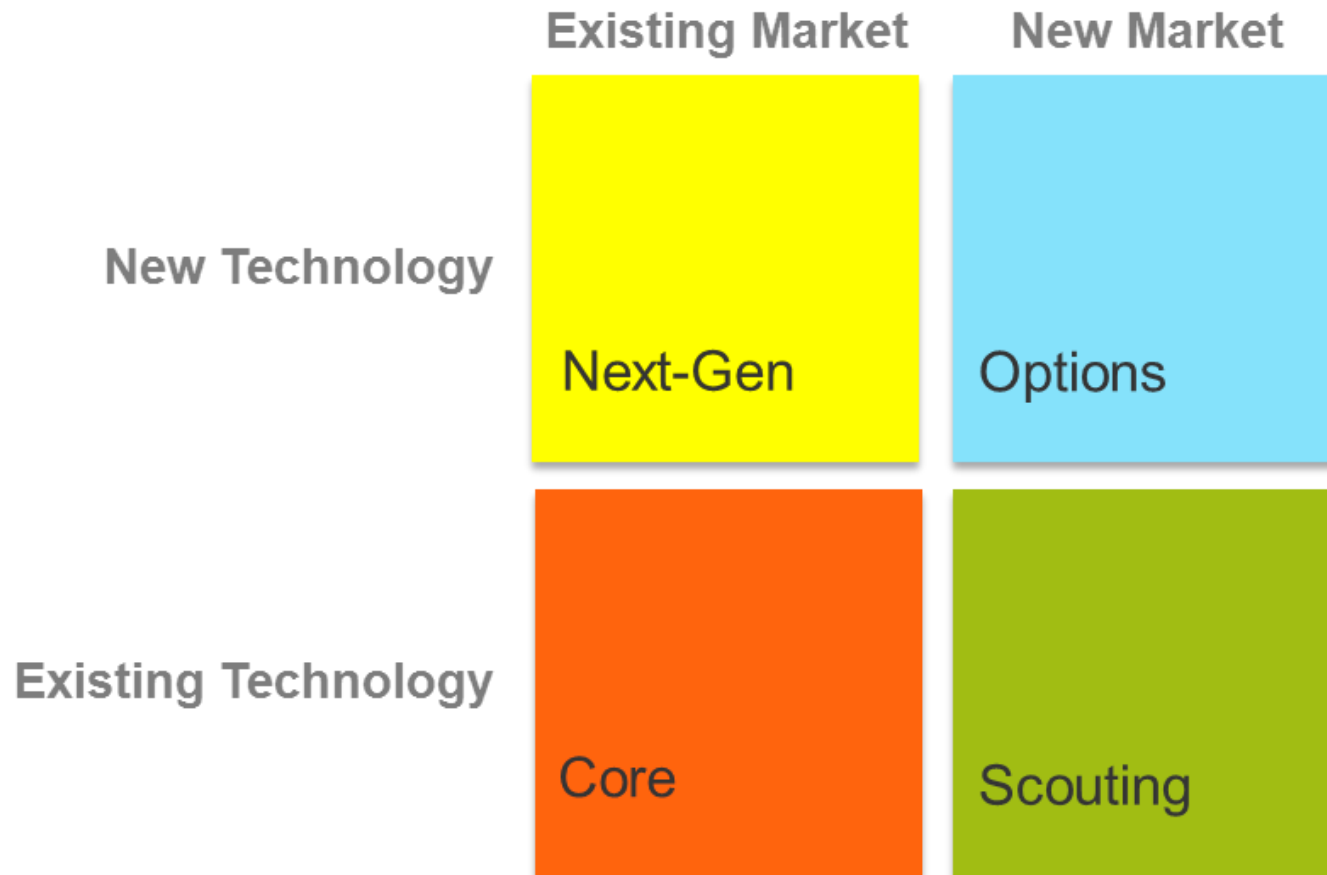 Existing Market New Market
New Technology
Next-Gen Options
Existing Technology
Core Scouting